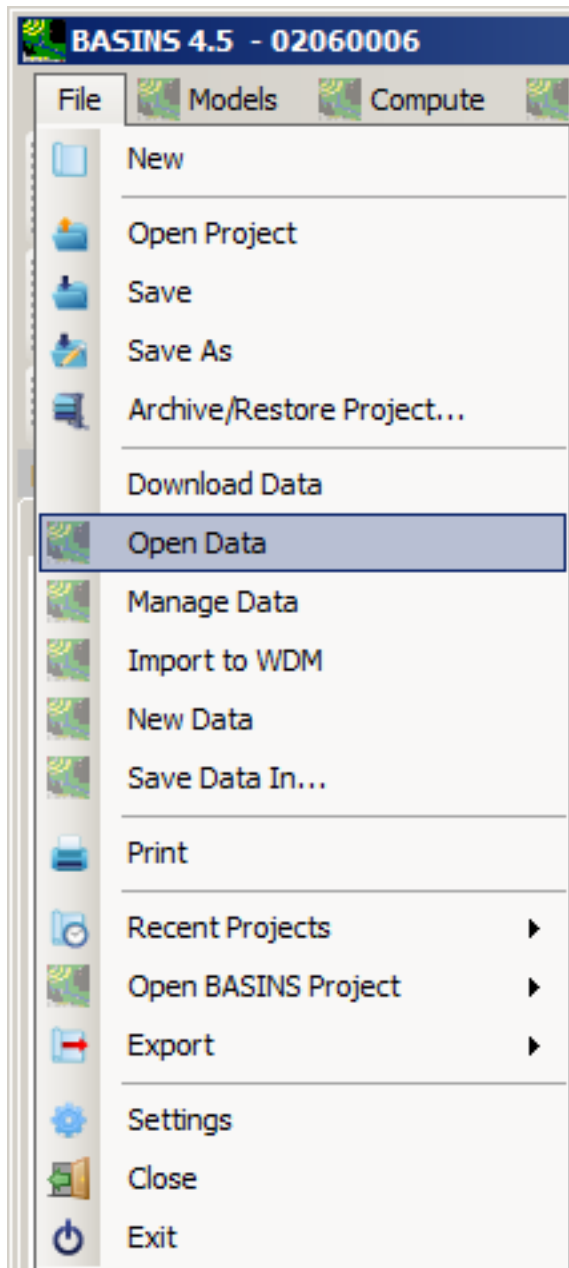 BASINS 4.5 - 02060006
File Models Compute
New
Open Project
Save
Save As
Archive/Restore Project...
Download Data
Open Data
Manage Data
Import to WDM
New Data
Save Data In...
Print
Recent Projects
Open BASINS Project
Export
Settings
Close
Exit